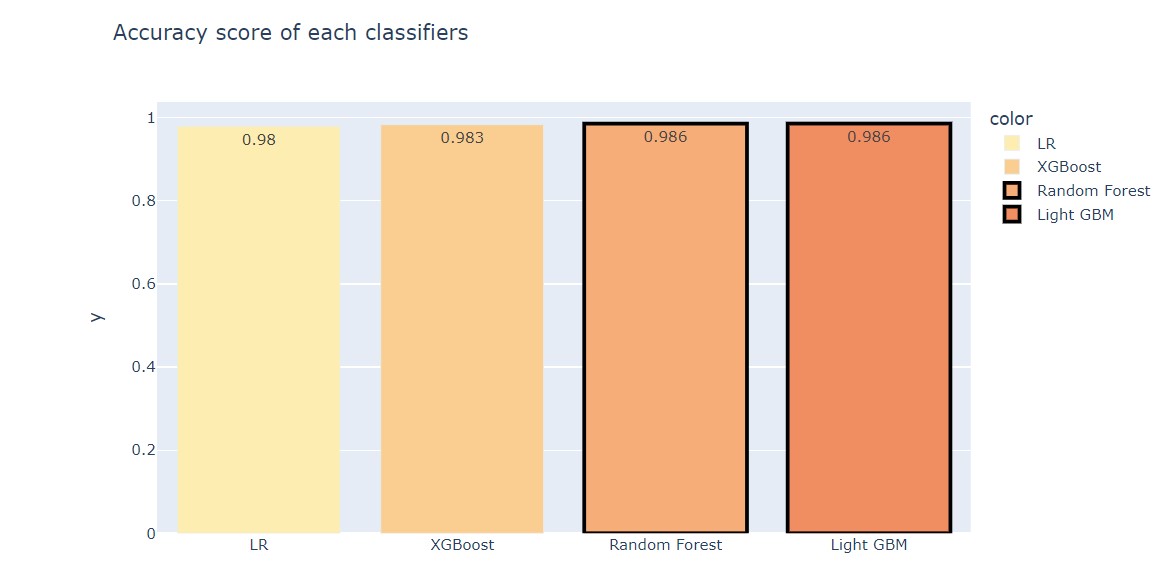 Accuracy score of each classifiers
y
1
0.8
0.6
0.4
0.2
0
0.98
0.983
0.986
0.986
LR
XGBoost
Random Forest
Light GBM
color
LR
XGBoost
Random Forest
Light GBM